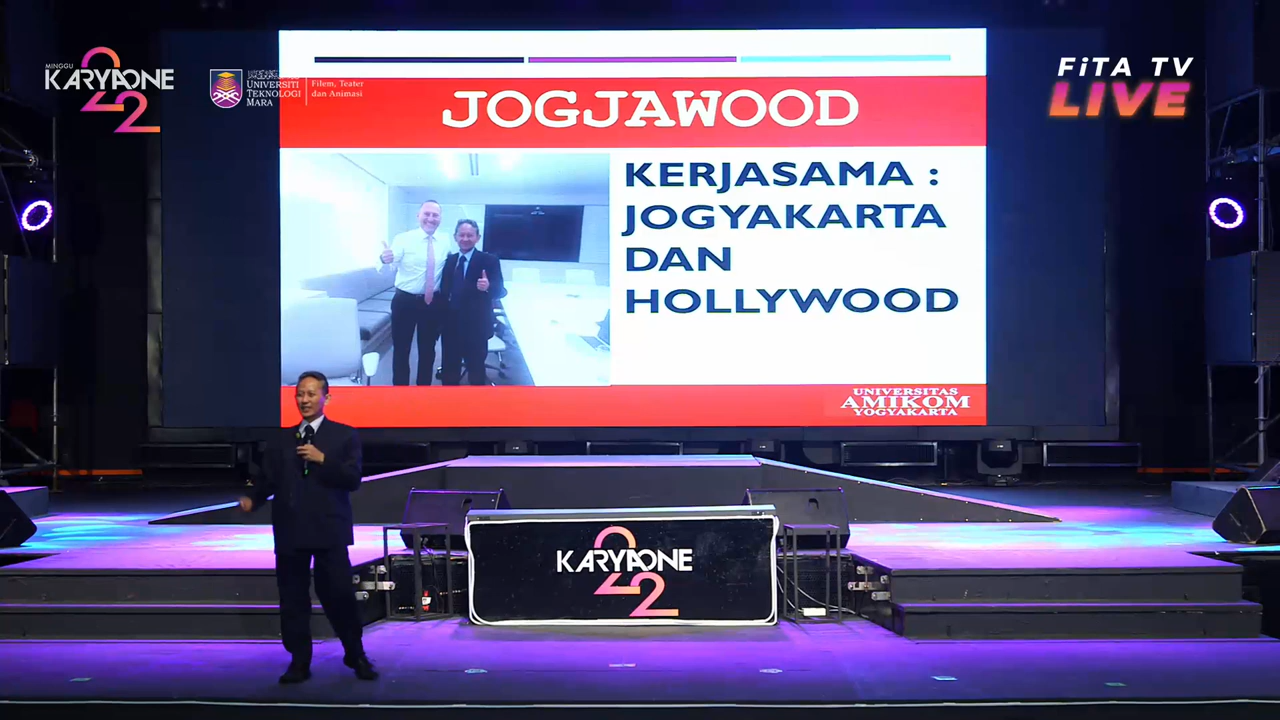 MINGGU
KARYAONE
22
UNIVERSITI
TEKNOLOGI
MARA
Filem, Teater
dan Animasi
FiTA TV
LIVE
JOGJAWOOD
KERJASAMA :
JOGYAKARTA
DAN
HOLLYWOOD
UNIVERSITAS
AMIKOM
YOGYAKARTA
KARYAONE
22